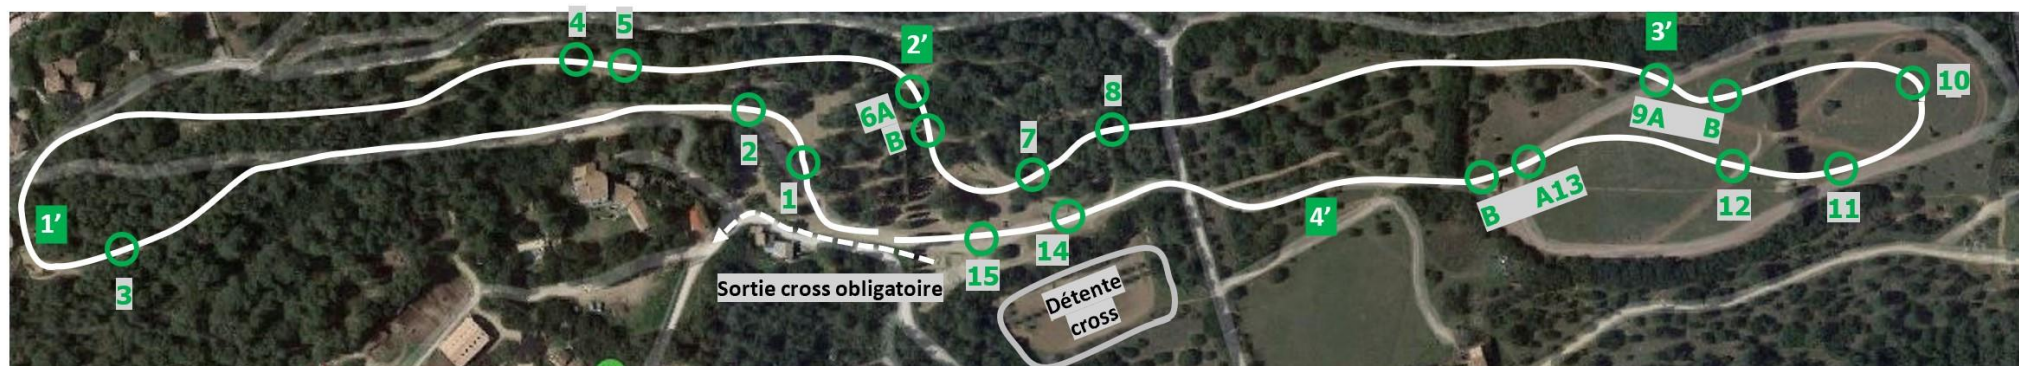 4
5
2’
3’
8
10
6A
B
9A B
7
2
1
B A13
12
11
1’
4’
3
15
14
Sortie cross obligatoire
Détente
cross